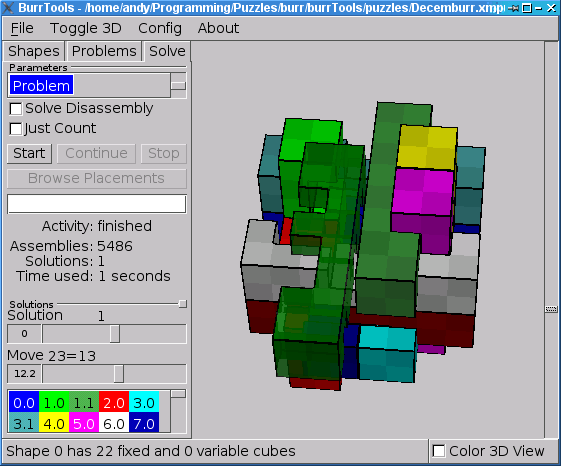 BurrTools - /home/andy/Programming/Puzzles/burr/burrTools/puzzles/Decemburr.xmp
File Toggle 3D Config About
Shapes Problems Solve
Parameters
Problem
Solve Disassembly
Just Count
Start Continue Stop
Browse Placements
Activity: finished
Assemblies: 5486
Solutions: 1
Time used: 1 seconds
Solutions
Solution 1
0
Move 23=13
12.2
0.0 1.0 1.1 2.0 3.0
3.1 4.0 5.0 6.0 7.0
Shape 0 has 22 fixed and 0 variable cubes
Color 3D View